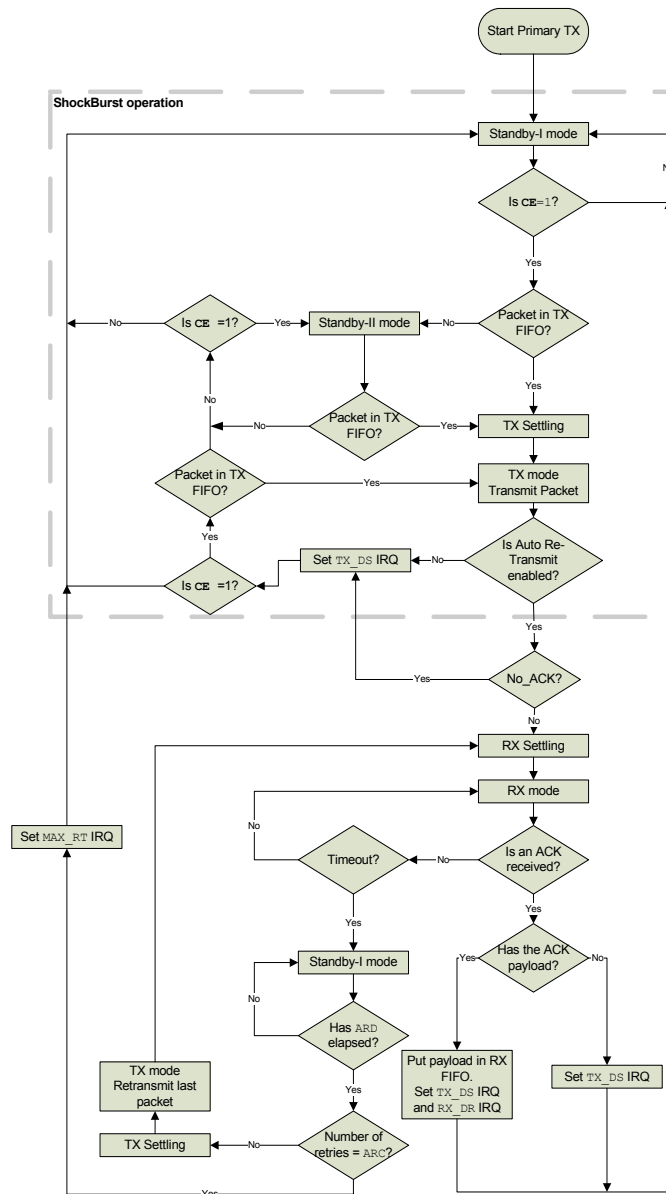 Start Primary TX
ShockBurst operation
Standby-I mode
N
Is CE=1?
Yes
Is CE =1?
No
Yes
Standby-II mode
No
Packet in TX
FIFO?
Yes
No
Packet in TX
FIFO?
No
Yes
TX Settling
Packet in TX
FIFO?
Yes
TX mode
Transmit Packet
Yes
Is CE =1?
Set TX_DS IRQ
No
Is Auto Re-
Transmit
enabled?
Yes
Yes
No_ACK?
No
RX Settling
RX mode
Set MAX_RT IRQ
No
Timeout?
No
Is an ACK
received?
Yes
Yes
Standby-I mode
Yes
Has the ACK
payload?
No
No
Has ARD
elapsed?
Yes
TX mode
Retransmit last
packet
Put payload in RX
FIFO.
Set TX_DS IRQ
and RX_DR IRQ
Set TX_DS IRQ
TX Settling
No
Number of
retries = ARC?
Yes